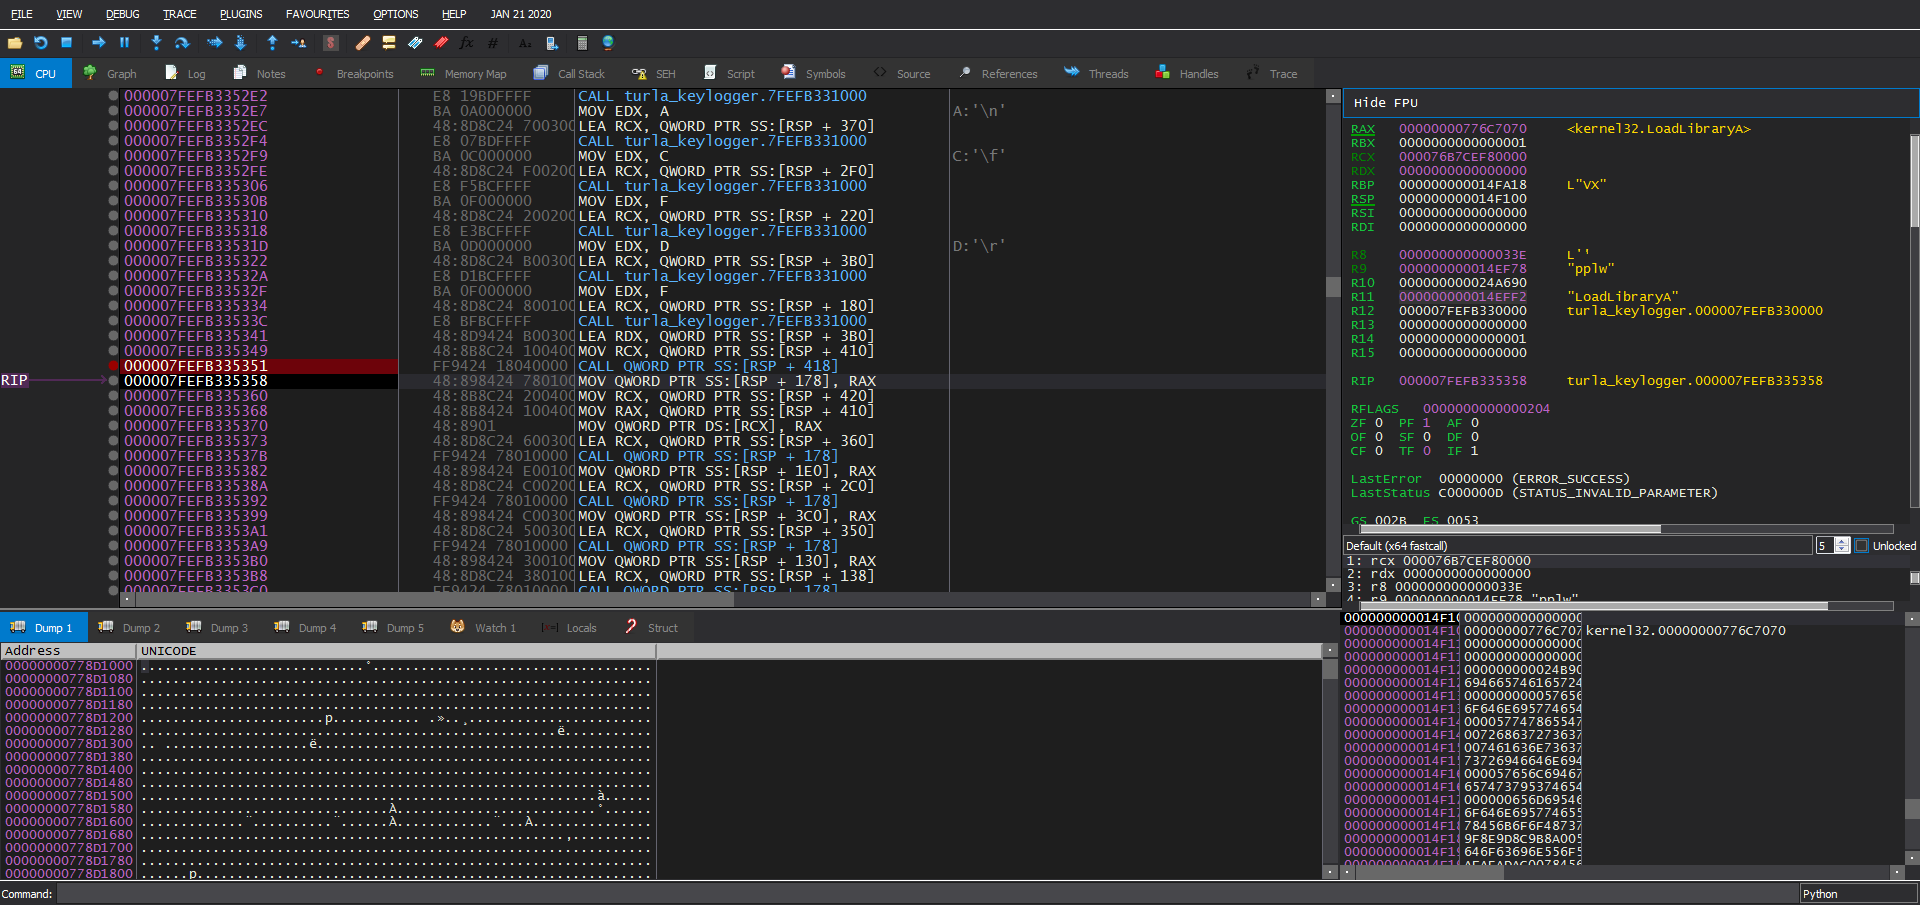 FILE VIEW DEBUG TRACE PLUGINS FAVOURITES OPTIONS HELP JAN 21 2020
CPU Graph Log Notes Breakpoints Memory Map Call Stack SEH Script Symbols Source References Threads Handles Trace
000007FEFB3352E2 E8 19BDFFFF CALL turla_keylogger.7FEFB331000
000007FEFB3352E7 BA 0A000000 MOV EDX, A A:'\n'
000007FEFB3352EC 48:8D8C24 700300 LEA RCX, QWORD PTR SS:[RSP + 370]
000007FEFB3352F4 E8 07BDFFFF CALL turla_keylogger.7FEFB331000
000007FEFB3352F9 BA 0C000000 MOV EDX, C C:'\f'
000007FEFB3352FE 48:8D8C24 F00200 LEA RCX, QWORD PTR SS:[RSP + 2F0]
000007FEFB335306 E8 F5BCFFFF CALL turla_keylogger.7FEFB331000
000007FEFB33530B BA 0F000000 MOV EDX, F
000007FEFB335310 48:8D8C24 200200 LEA RCX, QWORD PTR SS:[RSP + 220]
000007FEFB335318 E8 E3BCFFFF CALL turla_keylogger.7FEFB331000
000007FEFB33531D BA 0D000000 MOV EDX, D D:'\r'
000007FEFB335322 48:8D8C24 B00300 LEA RCX, QWORD PTR SS:[RSP + 3B0]
000007FEFB33532A E8 D1BCFFFF CALL turla_keylogger.7FEFB331000
000007FEFB33532F BA 0F000000 MOV EDX, F
000007FEFB335334 48:8D8C24 800100 LEA RCX, QWORD PTR SS:[RSP + 180]
000007FEFB33533C E8 BFBCFFFF CALL turla_keylogger.7FEFB331000
000007FEFB335341 48:8D9424 B00300 LEA RDX, QWORD PTR SS:[RSP + 3B0]
000007FEFB335349 48:8B8C24 100400 MOV RCX, QWORD PTR SS:[RSP + 410]
000007FEFB335351 FF9424 18040000 CALL QWORD PTR SS:[RSP + 418]
RIP 000007FEFB335358 48:898424 780100 MOV QWORD PTR SS:[RSP + 178], RAX
000007FEFB335360 48:8B8C24 200400 MOV RCX, QWORD PTR SS:[RSP + 420]
000007FEFB335368 48:8B8424 100400 MOV RAX, QWORD PTR SS:[RSP + 410]
000007FEFB335370 48:8901 MOV QWORD PTR DS:[RCX], RAX
000007FEFB335373 48:8D8C24 600300 LEA RCX, QWORD PTR SS:[RSP + 360]
000007FEFB33537B FF9424 78010000 CALL QWORD PTR SS:[RSP + 178]
000007FEFB335382 48:898424 E00100 MOV QWORD PTR SS:[RSP + 1E0], RAX
000007FEFB33538A 48:8D8C24 C00200 LEA RCX, QWORD PTR SS:[RSP + 2C0]
000007FEFB335392 FF9424 78010000 CALL QWORD PTR SS:[RSP + 178]
000007FEFB335399 48:898424 C00300 MOV QWORD PTR SS:[RSP + 3C0], RAX
000007FEFB3353A1 48:8D8C24 500300 LEA RCX, QWORD PTR SS:[RSP + 350]
000007FEFB3353A9 FF9424 78010000 CALL QWORD PTR SS:[RSP + 178]
000007FEFB3353B0 48:898424 300100 MOV QWORD PTR SS:[RSP + 130], RAX
000007FEFB3353B8 48:8D8C24 380100 LEA RCX, QWORD PTR SS:[RSP + 138]
000007FEFB3353C0 FF9424 78010000 CALL QWORD PTR SS:[RSP + 178]
Hide FPU
RAX 00000000776C7070 <kernel32.LoadLibraryA>
RBX 0000000000000001
RCX 000076B7CEF80000
RDX 0000000000000000
RBP 000000000014FA18 L"VX"
RSP 000000000014F100
RSI 0000000000000000
RDI 0000000000000000
R8 000000000000033E L'
R9 000000000014EF78 "pplw"
R10 000000000024A690
R11 000000000014EFF2 "LoadLibraryA"
R12 000007FEFB330000 turla_keylogger.000007FEFB330000
R13 0000000000000000
R14 0000000000000001
R15 0000000000000000
RIP 000007FEFB335358 turla_keylogger.000007FEFB335358
RFLAGS 0000000000000204
ZF 0 PF 1 AF 0
OF 0 SF 0 DF 0
CF 0 TF 0 IF 1
LastError 00000000 (ERROR_SUCCESS)
LastStatus C000000D (STATUS_INVALID_PARAMETER)
GS 002B ES 0053
Default (x64 fastcall) 5 Unlocked
1: rcx 000076B7CEF80000
2: rdx 0000000000000000
3: r8 000000000000033E
4: r9 000000000014EF78 "pplw"
Dump 1 Dump 2 Dump 3 Dump 4 Dump 5 Watch 1 Locals Struct
Address UNICODE
00000000778D1000
00000000778D1080
00000000778D1100
00000000778D1180
00000000778D1200 p »
00000000778D1280 ë
00000000778D1300 ë
00000000778D1380
00000000778D1400
00000000778D1480
00000000778D1500 à
00000000778D1580 À
00000000778D1600 À À
00000000778D1680
00000000778D1700
00000000778D1780
00000000778D1800 p
000000000014F10 000000000000000
000000000014F1 00000000776C707 kernel32.00000000776C7070
000000000014F1 000000000000000
000000000014F1 000000000000000
000000000014F1 000000000024B90
000000000014F1 694665746165724
000000000014F1 000000000057656
000000000014F1 6F646E695774654
000000000014F1 000057747865547
000000000014F1 007268637273637
000000000014F1 007461636E73637
000000000014F1 73726946646E694
000000000014F1 000057656C69467
000000000014F1 657473795374654
000000000014F1 000000656D69546
000000000014F1 6F646E695774655
000000000014F1 78456B6F6F48737
000000000014F1 9F8E9D8C9B8A005
000000000014F1 646F63696E556F5
Command: Python